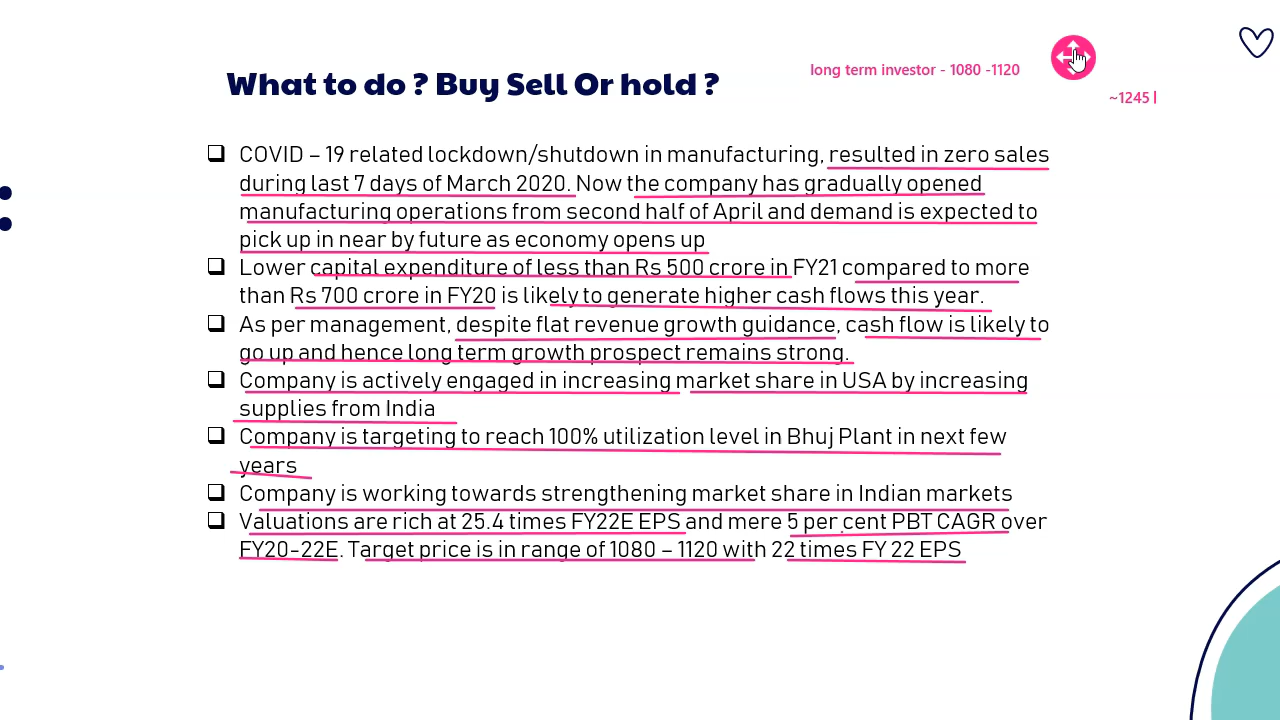 What to do ? Buy Sell Or hold ?
long term investor - 1080 -1120
~1245
COVID – 19 related lockdown/shutdown in manufacturing, resulted in zero sales
during last 7 days of March 2020. Now the company has gradually opened
manufacturing operations from second half of April and demand is expected to
pick up in near by future as economy opens up
Lower capital expenditure of less than Rs 500 crore in FY21 compared to more
than Rs 700 crore in FY20 is likely to generate higher cash flows this year.
As per management, despite flat revenue growth guidance, cash flow is likely to
go up and hence long term growth prospect remains strong.
Company is actively engaged in increasing market share in USA by increasing
supplies from India
Company is targeting to reach 100% utilization level in Bhuj Plant in next few
years
Company is working towards strengthening market share in Indian markets
Valuations are rich at 25.4 times FY22E EPS and mere 5 per cent PBT CAGR over
FY20-22E. Target price is in range of 1080 – 1120 with 22 times FY 22 EPS